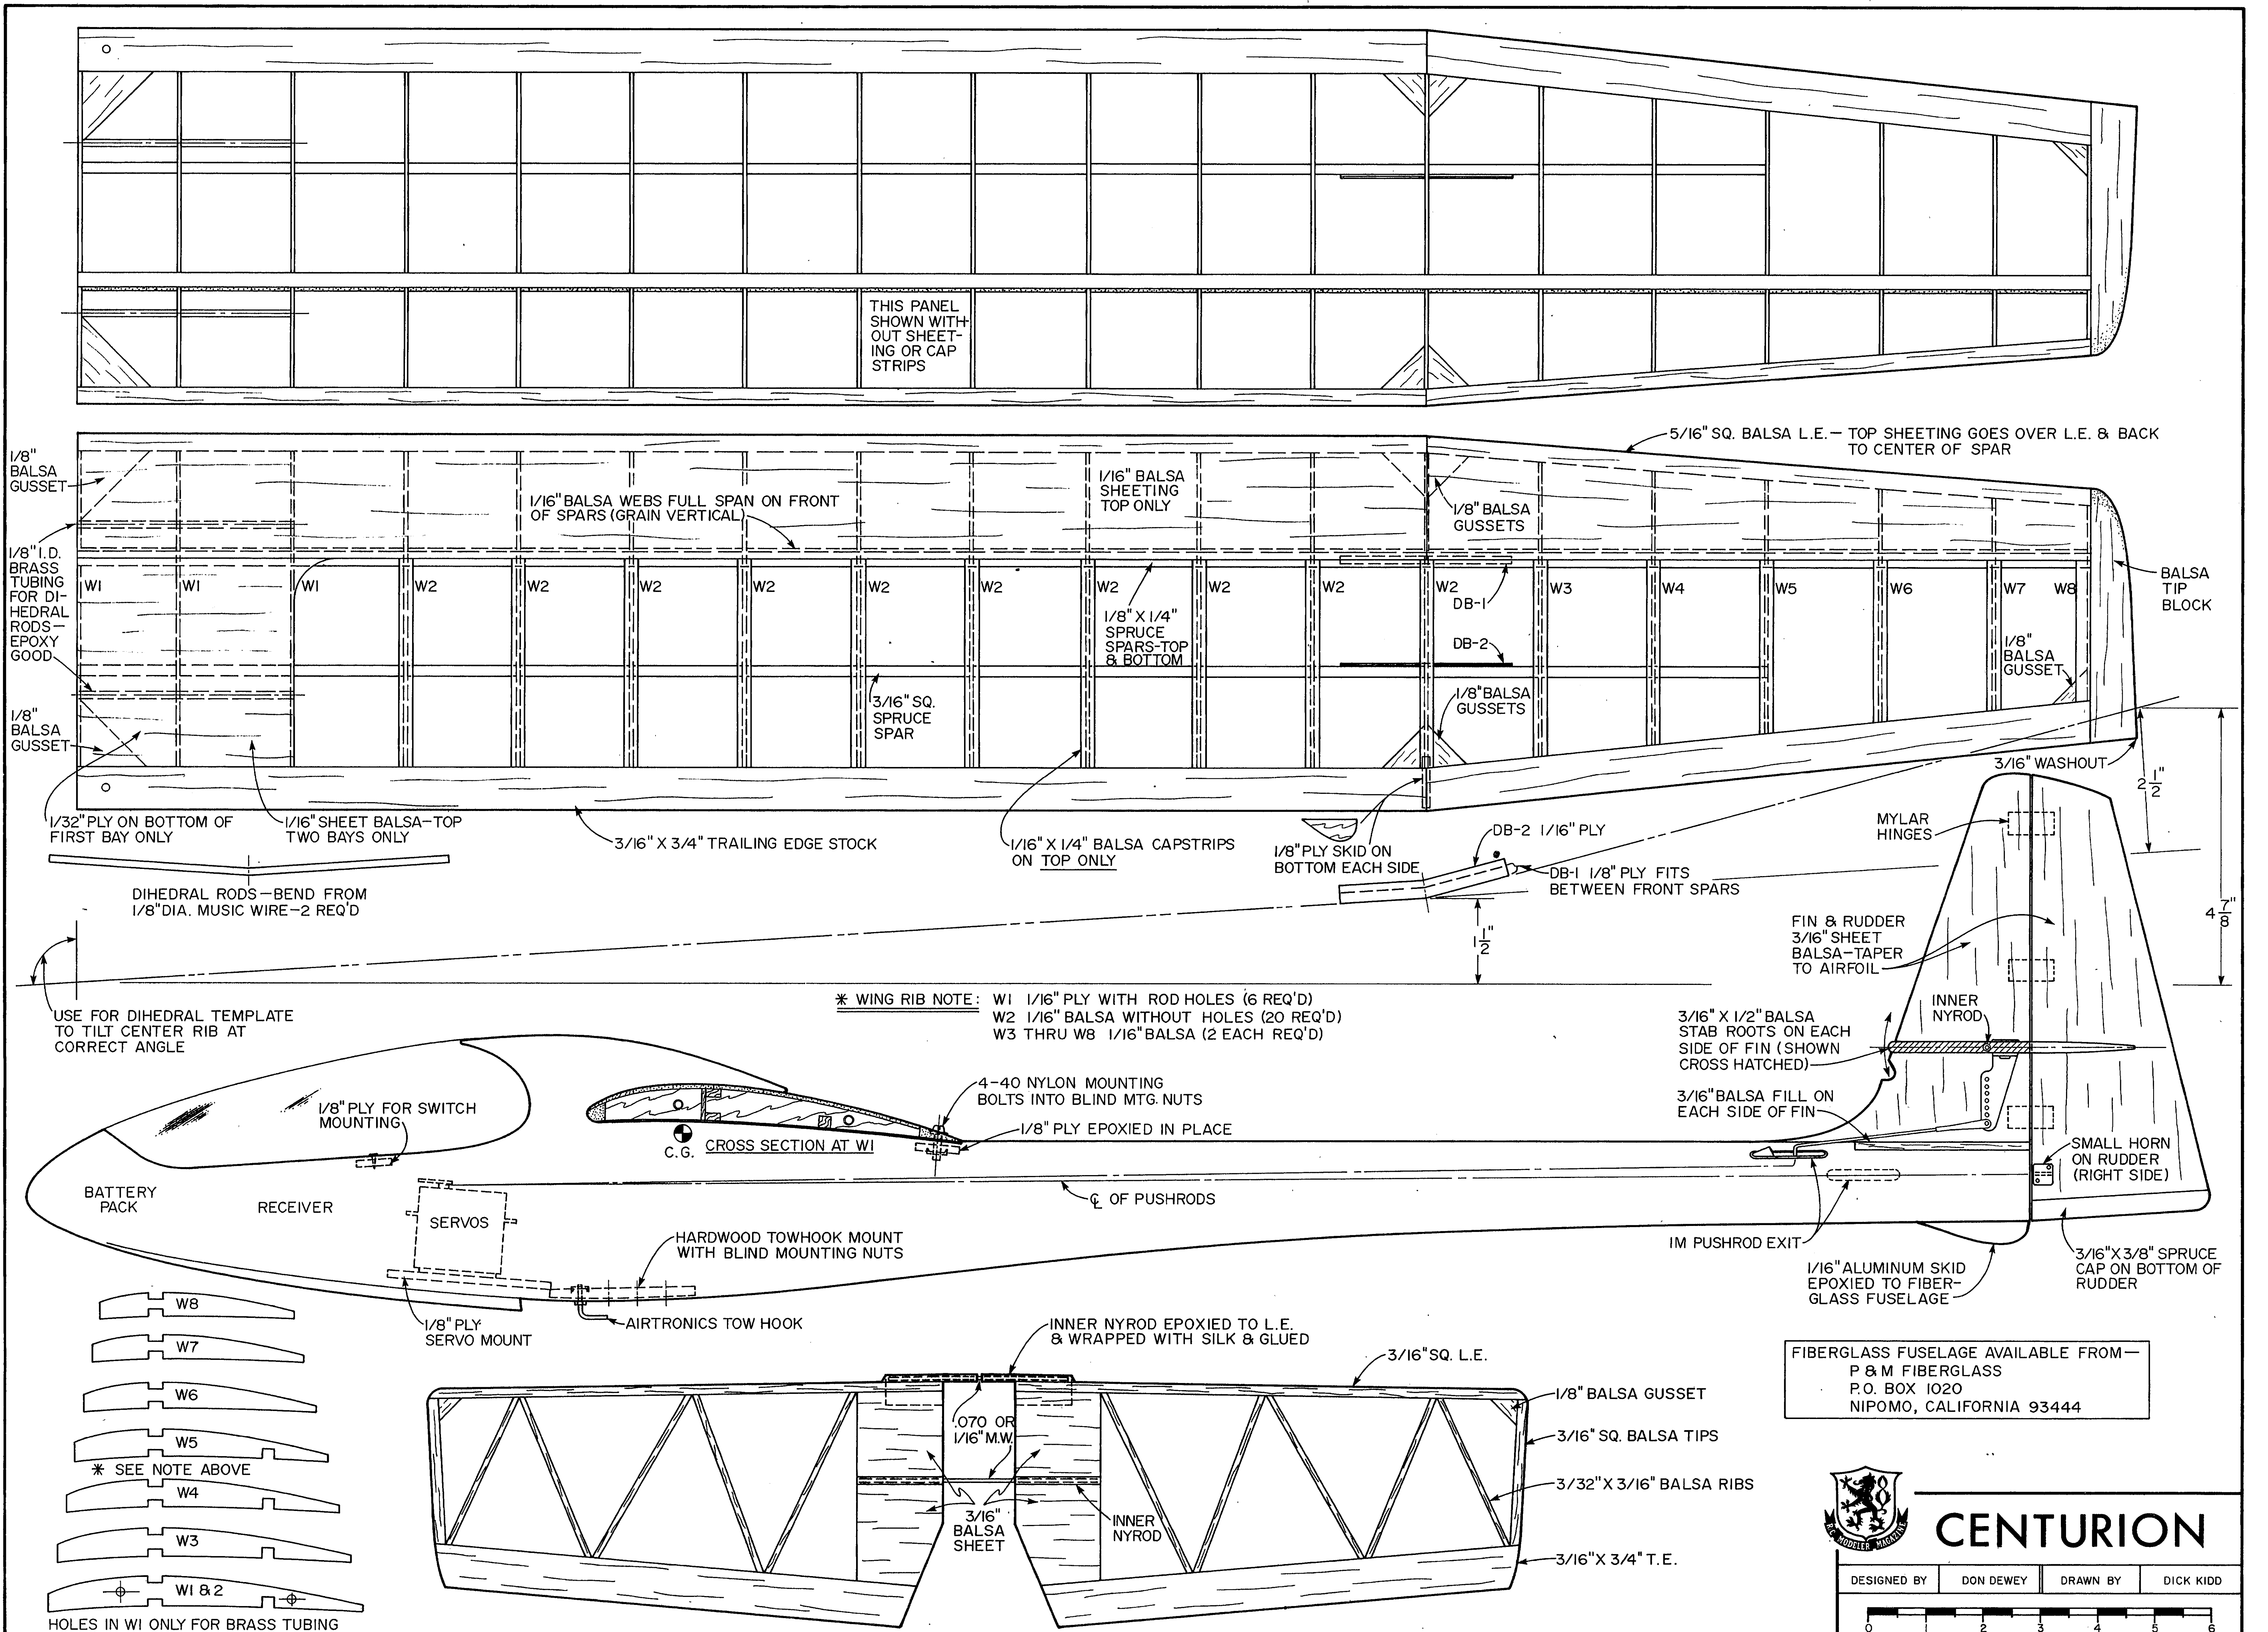 THIS PANEL
SHOWN WITH-
OUT SHEET-
ING OR CAP
STRIPS
5/16" SQ. BALSA L.E.— TOP SHEETING GOES OVER L.E. & BACK
TO CENTER OF SPAR
1/8"
BALSA
GUSSET
1/16" BALSA WEBS FULL SPAN ON FRONT
OF SPARS (GRAIN VERTICAL)
1/16" BALSA
SHEETING
TOP ONLY
1/8" BALSA
GUSSETS
1/8" I.D.
BRASS
TUBING
FOR DI-
HEDRAL
RODS—
EPOXY
GOOD
W1
W1
W1
W2
W2
W2
W2
W2
W2
W2
W2
W2
W2
W3
W4
W5
W6
W7
W8
DB-1
BALSA
TIP
BLOCK
1/8" X 1/4"
SPRUCE
SPARS-TOP
& BOTTOM
DB-2
1/8"
BALSA
GUSSET
3/16" SQ.
SPRUCE
SPAR
1/8" BALSA
GUSSETS
1/8"
BALSA
GUSSET
3/16" WASHOUT
2 1/2"
1/32" PLY ON BOTTOM OF
FIRST BAY ONLY
1/16" SHEET BALSA-TOP
TWO BAYS ONLY
3/16" X 3/4" TRAILING EDGE STOCK
1/16" X 1/4" BALSA CAPSTRIPS
ON TOP ONLY
1/8" PLY SKID ON
BOTTOM EACH SIDE
DB-2 1/16" PLY
DB-1 1/8" PLY FITS
BETWEEN FRONT SPARS
MYLAR
HINGES
DIHEDRAL RODS—BEND FROM
1/8" DIA. MUSIC WIRE—2 REQ'D
1 1/2"
4 7/8"
FIN & RUDDER
3/16" SHEET
BALSA-TAPER
TO AIRFOIL
USE FOR DIHEDRAL TEMPLATE
TO TILT CENTER RIB AT
CORRECT ANGLE
* WING RIB NOTE: W1 1/16" PLY WITH ROD HOLES (6 REQ'D)
W2 1/16" BALSA WITHOUT HOLES (20 REQ'D)
W3 THRU W8 1/16" BALSA (2 EACH REQ'D)
INNER
NYROD
3/16" X 1/2" BALSA
STAB ROOTS ON EACH
SIDE OF FIN (SHOWN
CROSS HATCHED)
3/16" BALSA FILL ON
EACH SIDE OF FIN
1/8" PLY FOR SWITCH
MOUNTING
4-40 NYLON MOUNTING
BOLTS INTO BLIND MTG. NUTS
1/8" PLY EPOXIED IN PLACE
C.G. CROSS SECTION AT W1
SMALL HORN
ON RUDDER
(RIGHT SIDE)
BATTERY
PACK
RECEIVER
SERVOS
℄ OF PUSHRODS
HARDWOOD TOWHOOK MOUNT
WITH BLIND MOUNTING NUTS
1M PUSHROD EXIT
1/16" ALUMINUM SKID
EPOXIED TO FIBER-
GLASS FUSELAGE
3/16" X 3/8" SPRUCE
CAP ON BOTTOM OF
RUDDER
1/8" PLY
SERVO MOUNT
AIRTRONICS TOW HOOK
W8
W7
W6
W5
* SEE NOTE ABOVE
W4
W3
W1 & 2
HOLES IN W1 ONLY FOR BRASS TUBING
INNER NYROD EPOXIED TO L.E.
& WRAPPED WITH SILK & GLUED
3/16" SQ. L.E.
1/8" BALSA GUSSET
.070 OR
1/16" M.W.
3/16" SQ. BALSA TIPS
3/32" X 3/16" BALSA RIBS
3/16"
BALSA
SHEET
INNER
NYROD
3/16" X 3/4" T.E.
FIBERGLASS FUSELAGE AVAILABLE FROM—
P & M FIBERGLASS
P.O. BOX 1020
NIPOMO, CALIFORNIA 93444
R/C MODELER MAGAZINE
CENTURION
DESIGNED BY DON DEWEY DRAWN BY DICK KIDD
0 1 2 3 4 5 6